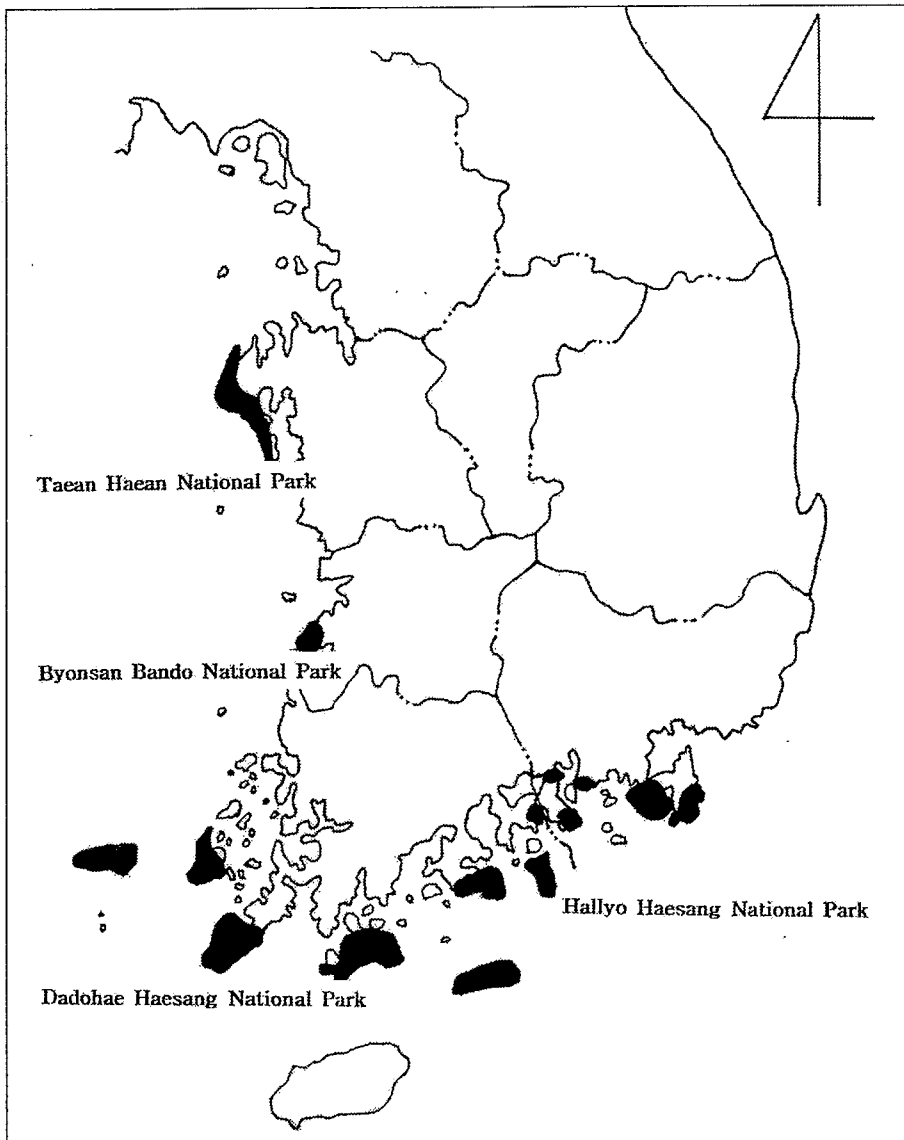 Taean Haean National Park
Byonsan Bando National Park
Hallyo Haesang National Park
Dadohae Haesang National Park